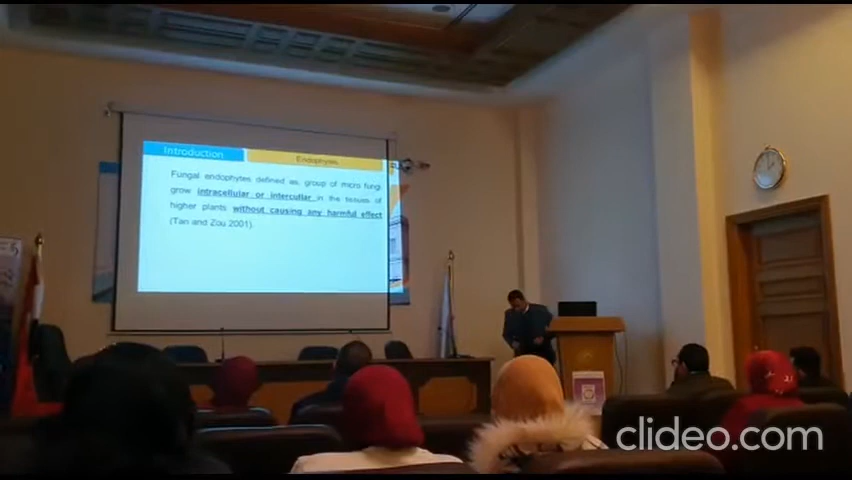 Introduction
Endophytes
Fungal endophytes defined as, group of micro fungi
grow intracellular or intercullar in the tissues of
higher plants without causing any harmful effect
(Tan and Zou 2001).
clideo.com